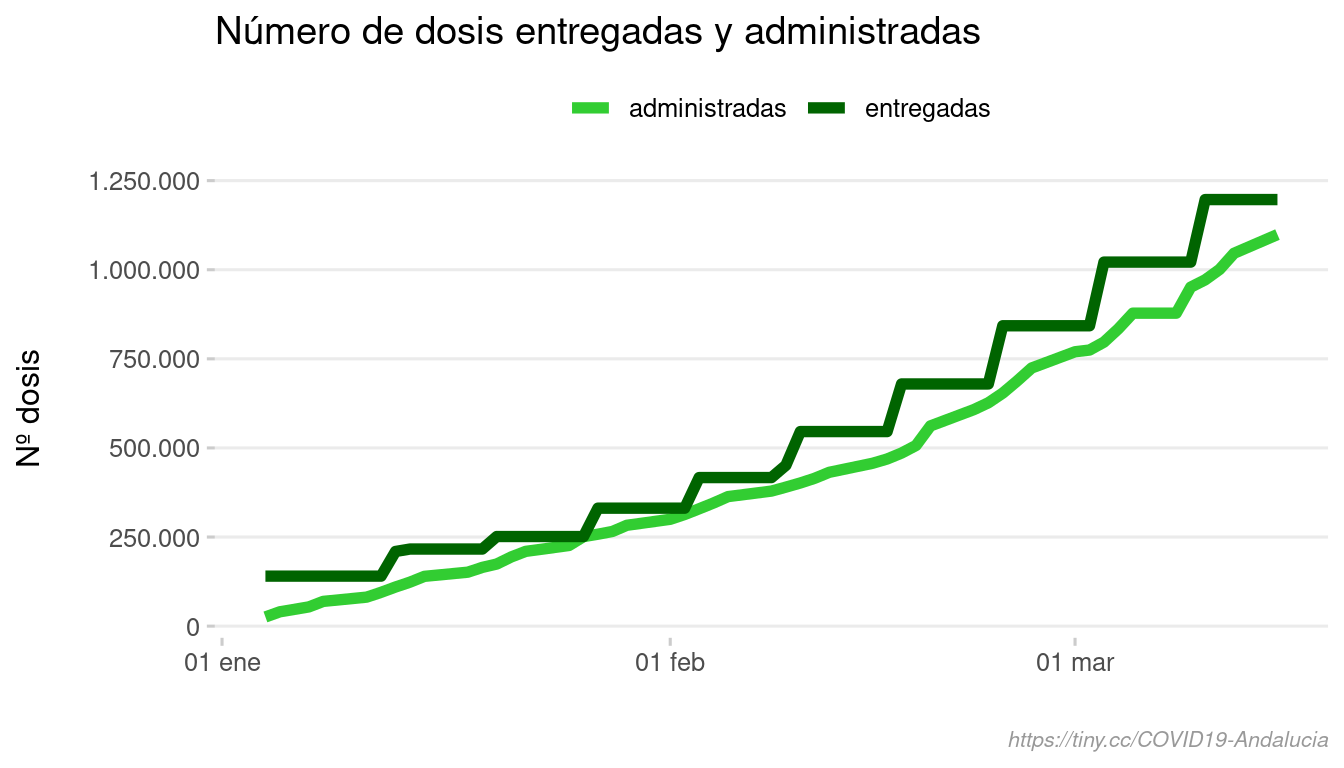 Número de dosis entregadas y administradas
administradas entregadas
1.250.000
1.000.000
750.000
500.000
250.000
0
Nº dosis
01 ene 01 feb 01 mar
https://tiny.cc/COVID19-Andalucia